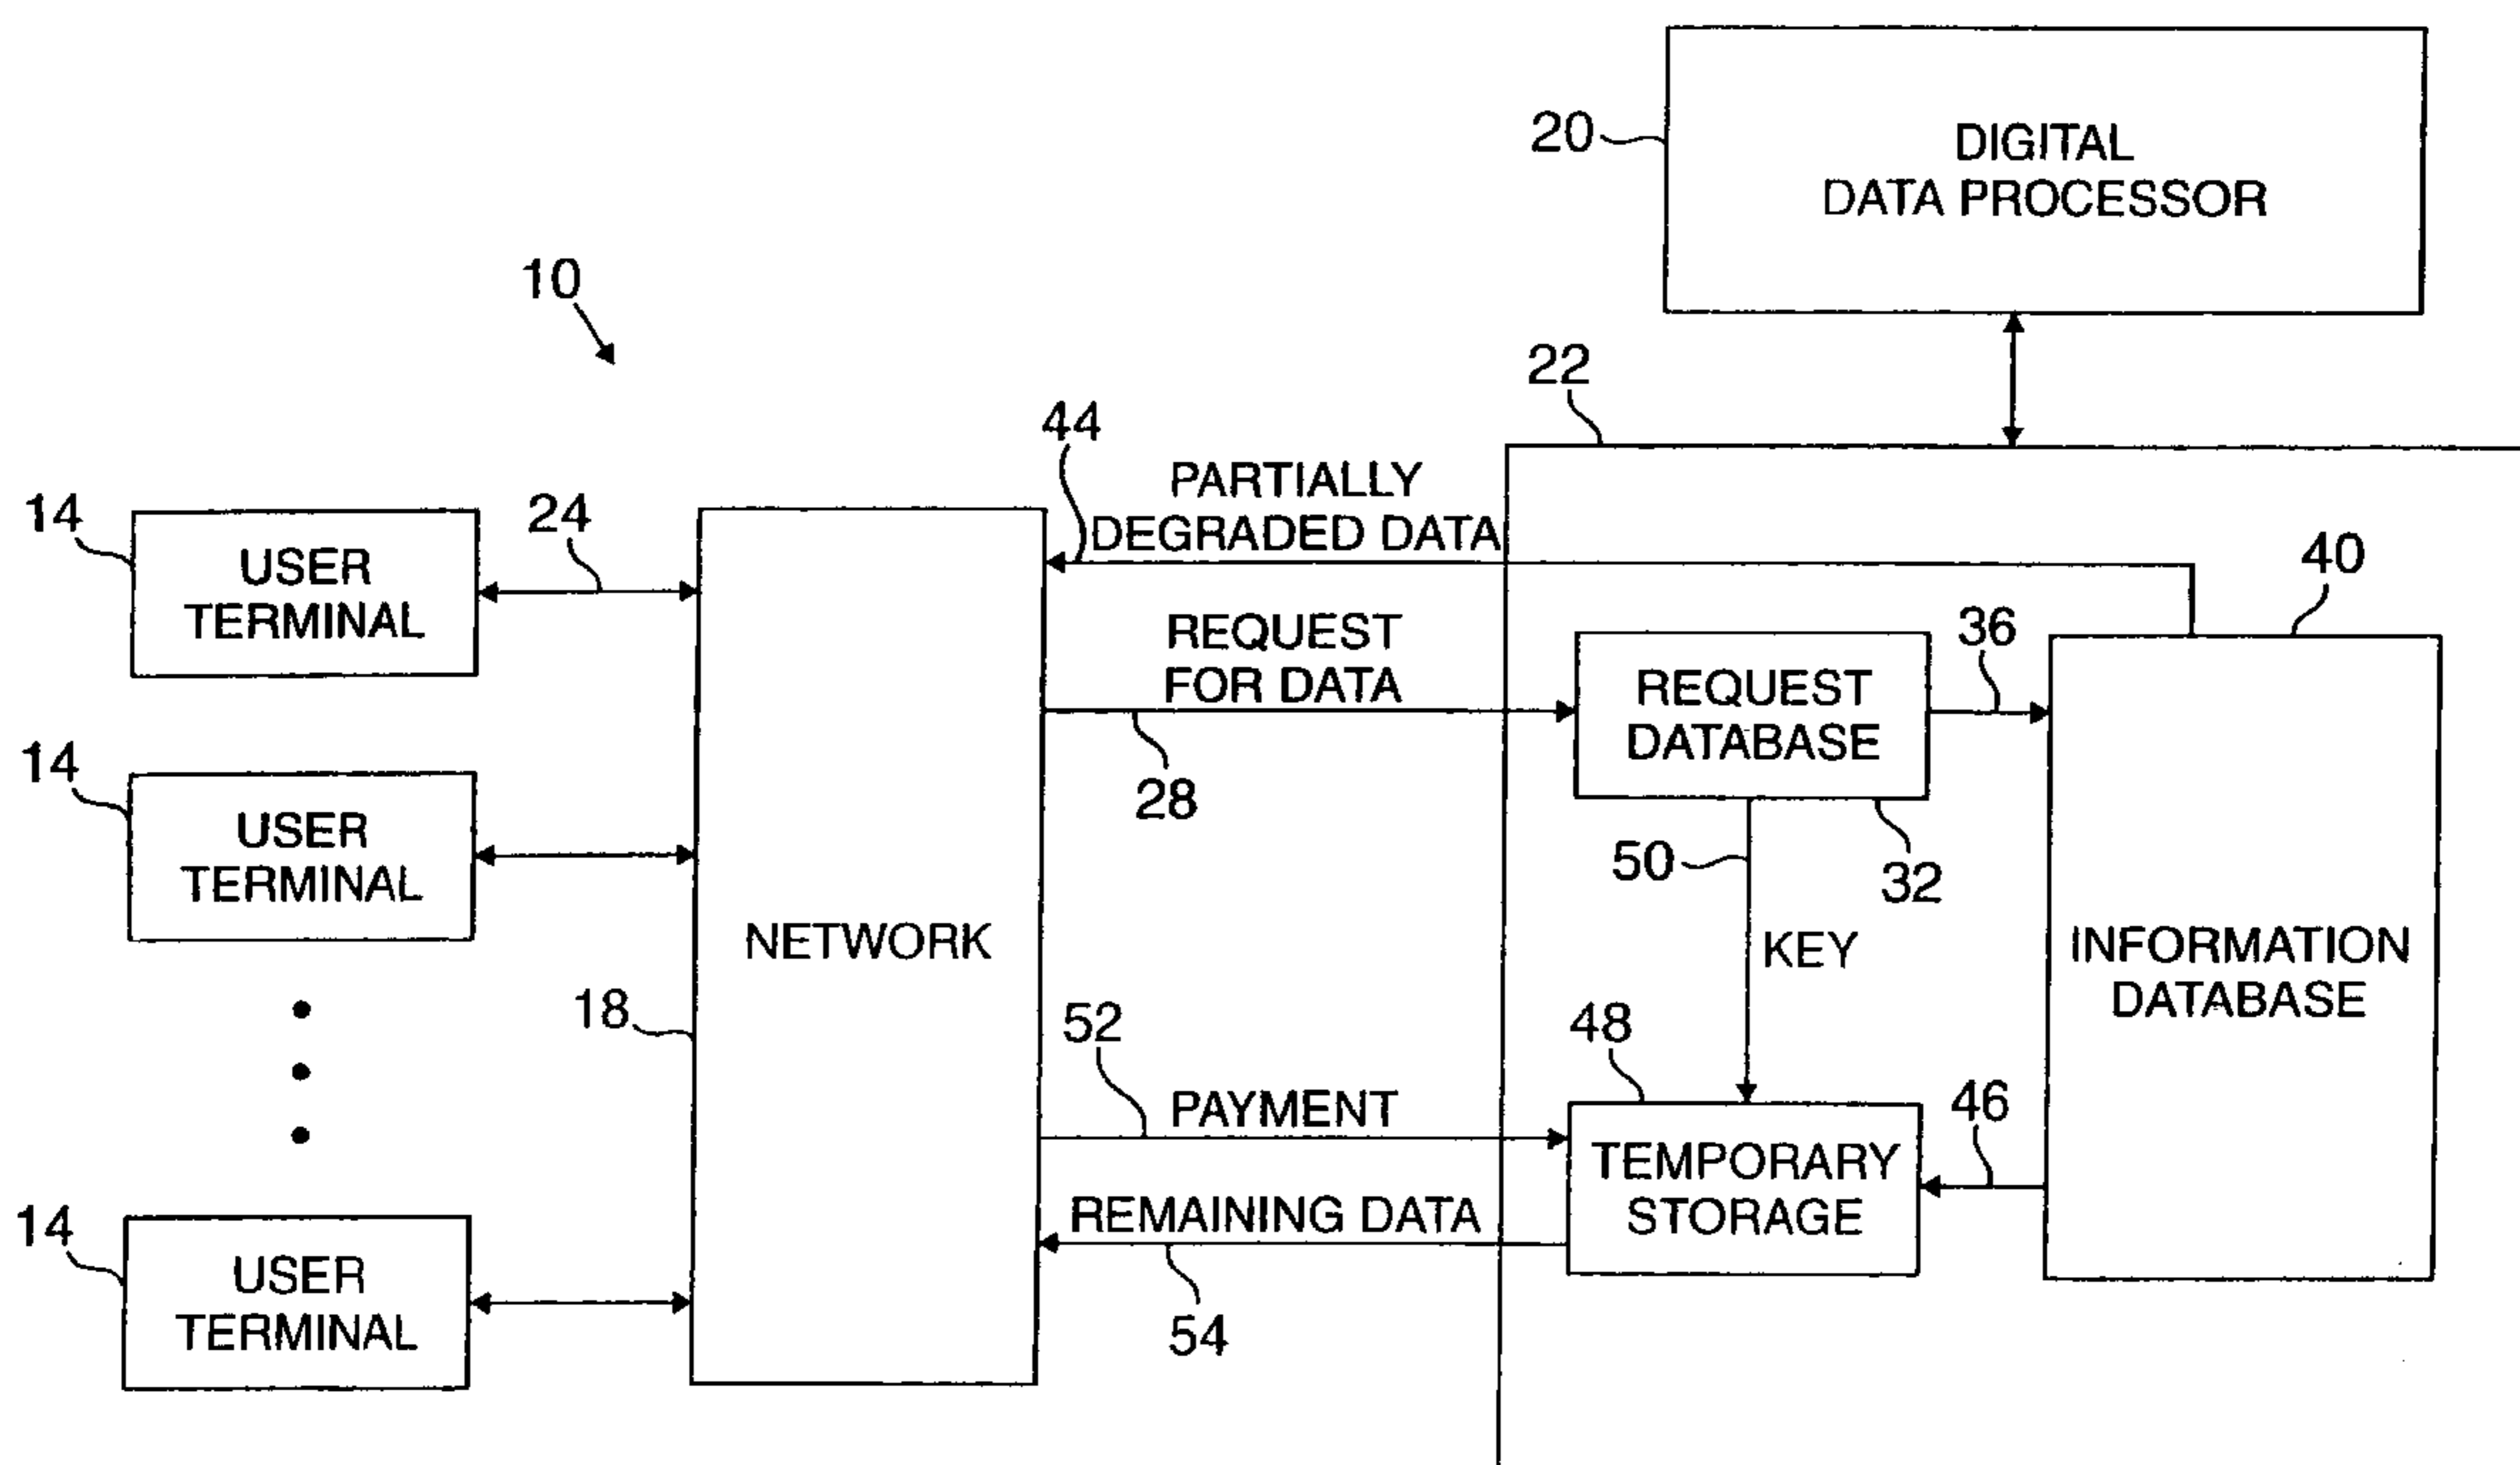 20
DIGITAL
DATA PROCESSOR
10
22
44
PARTIALLY
DEGRADED DATA
14
24
USER
TERMINAL
40
REQUEST
FOR DATA
36
REQUEST
DATABASE
28
14
USER
TERMINAL
50
32
KEY
NETWORK
INFORMATION
DATABASE
18
52
48
PAYMENT
46
TEMPORARY
STORAGE
REMAINING DATA
14
USER
TERMINAL
54